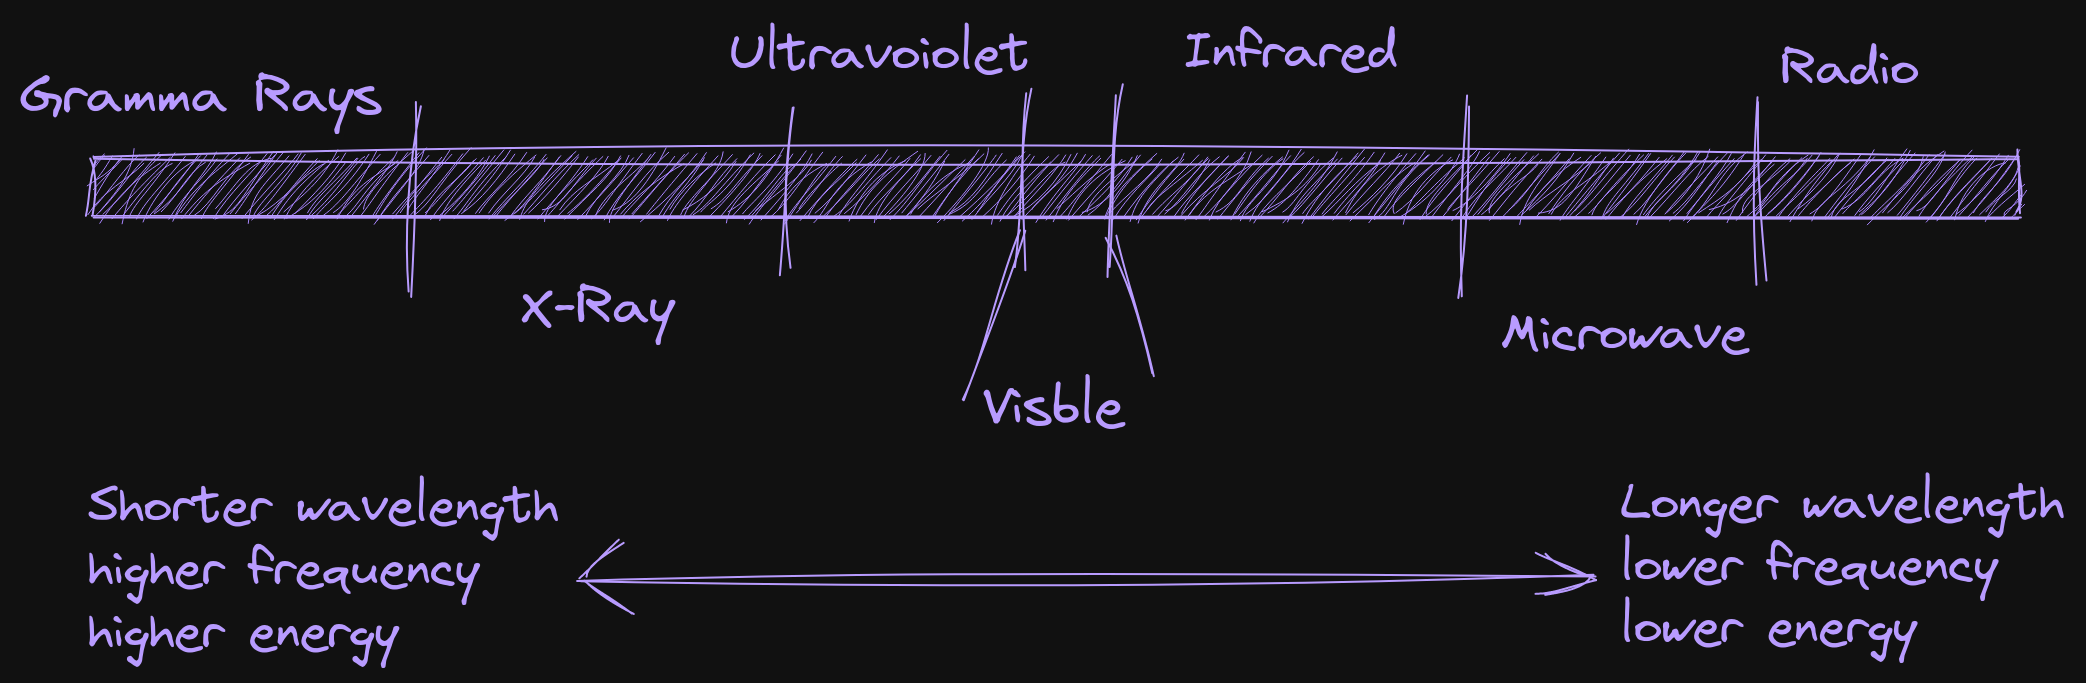 Gramma Rays
Ultravoiolet
Infrared
Radio
X-Ray
Microwave
Visble
Shorter wavelength
higher frequency
higher energy
Longer wavelength
lower frequency
lower energy